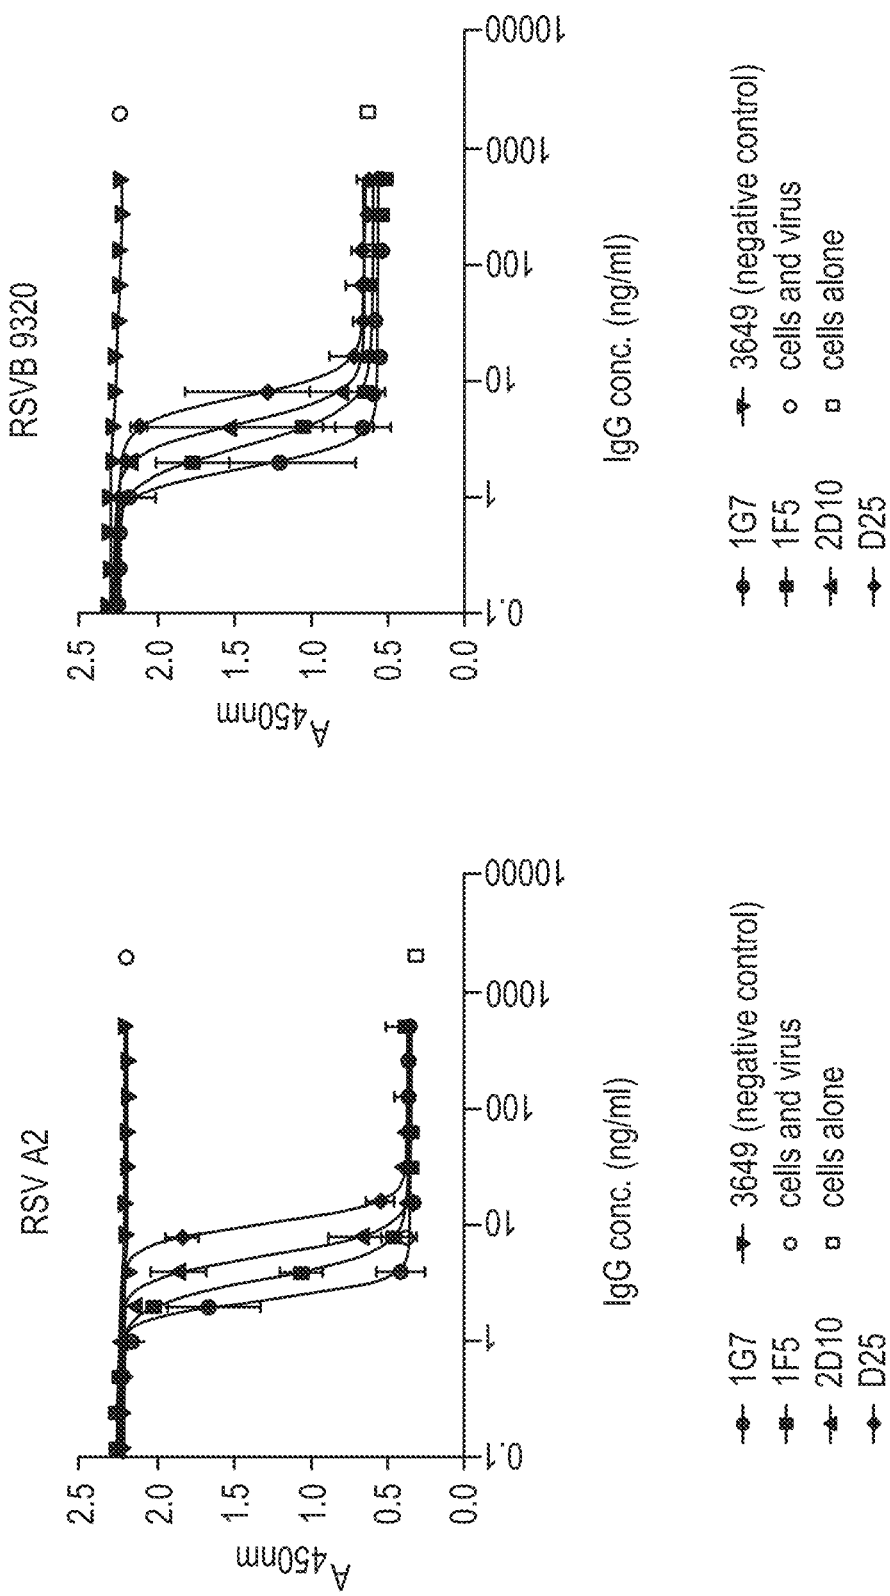 RSV A2
A450nm
2.5
2.0
1.5
1.0
0.5
0.0
0.1
1
10
100
1000
10000
IgG conc. (ng/ml)
1G7
1F5
2D10
D25
3649 (negative control)
cells and virus
cells alone
RSVB 9320
A450nm
2.5
2.0
1.5
1.0
0.5
0.0
0.1
1
10
100
1000
10000
IgG conc. (ng/ml)
1G7
1F5
2D10
D25
3649 (negative control)
cells and virus
cells alone